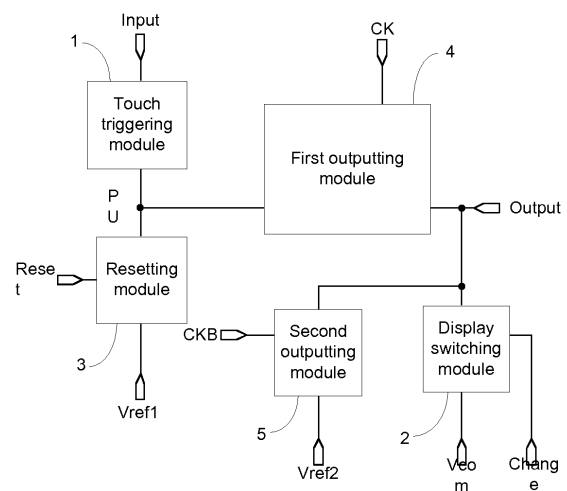 Input
CK
1
4
Touch
triggering
module
First outputting
module
P
U
Output
Rese
t
Resetting
module
CKB
Second
outputting
module
Display
switching
module
3
Vref1
5
2
Vref2
Vco
m
Chang
e